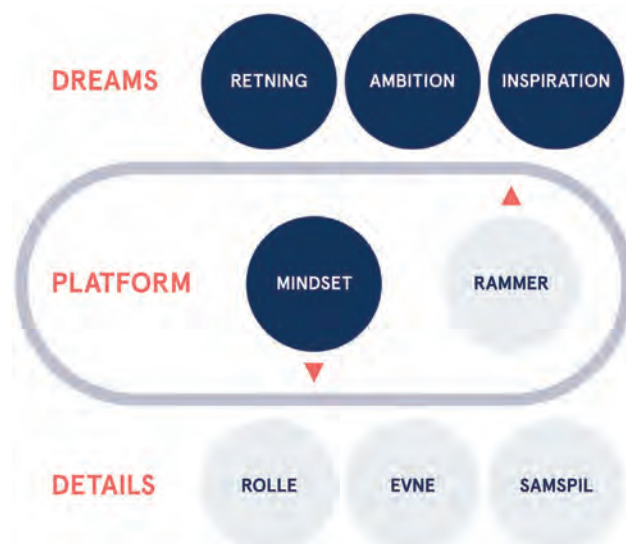 DREAMS
RETNING
AMBITION
INSPIRATION
PLATFORM
MINDSET
RAMMER
DETAILS
ROLLE
EVNE
SAMSPIL